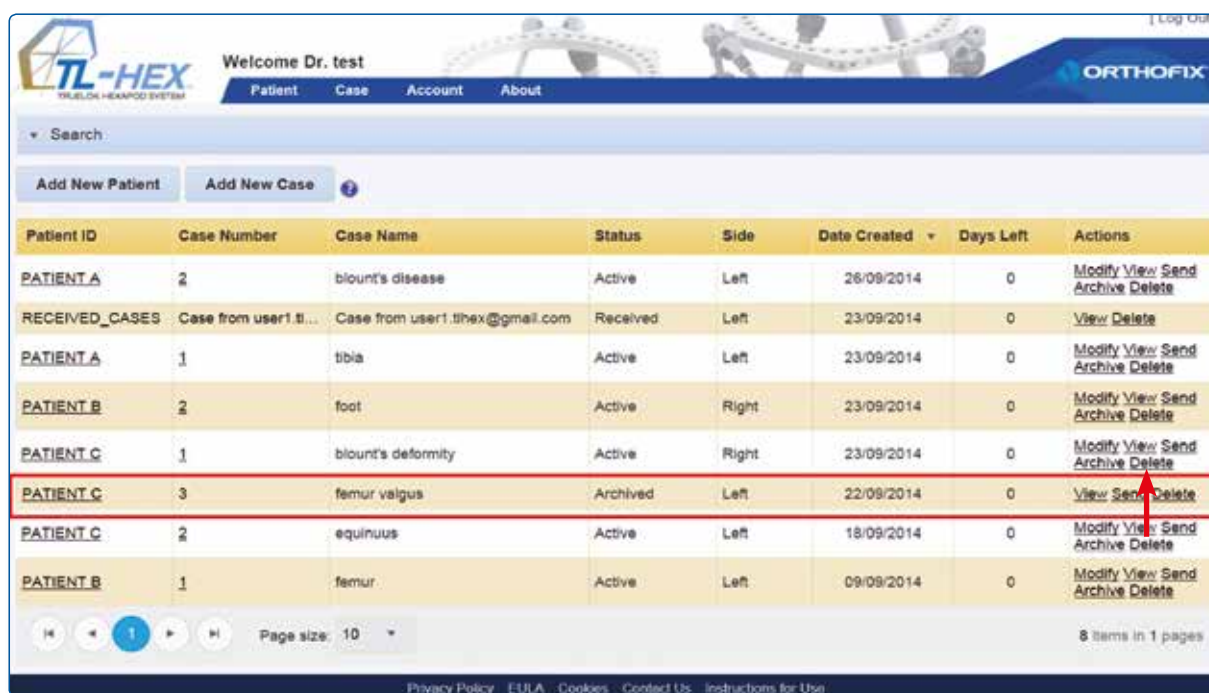 [ Log Out
TL-HEX
TRUELOK HEXAPOD SYSTEM
Welcome Dr. test
ORTHOFIX
Patient Case Account About
Search
Add New Patient Add New Case ?
Patient ID Case Number Case Name Status Side Date Created Days Left Actions
PATIENT A 2 blount's disease Active Left 26/09/2014 0 Modify View Send
Archive Delete
RECEIVED_CASES Case from user1.tl... Case from user1.tlhex@gmail.com Received Left 23/09/2014 0 View Delete
PATIENT A 1 tibia Active Left 23/09/2014 0 Modify View Send
Archive Delete
PATIENT B 2 foot Active Right 23/09/2014 0 Modify View Send
Archive Delete
PATIENT C 1 blount's deformity Active Right 23/09/2014 0 Modify View Send
Archive Delete
PATIENT C 3 femur valgus Archived Left 22/09/2014 0 View Send Delete
PATIENT C 2 equinuus Active Left 18/09/2014 0 Modify View Send
Archive Delete
PATIENT B 1 femur Active Left 09/09/2014 0 Modify View Send
Archive Delete
1 Page size: 10 8 items in 1 pages
Privacy Policy EULA Cookies Contact Us Instructions for Use